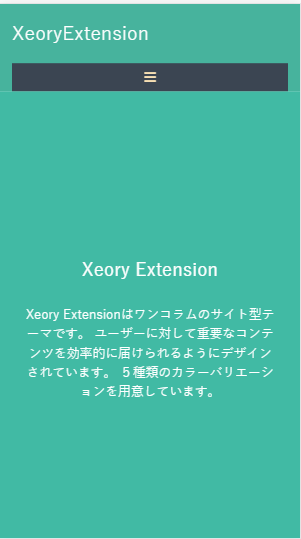 XeoryExtension
Xeory Extension
Xeory Extensionはワンコラムのサイト型テ
ーマです。 ユーザーに対して重要なコンテ
ンツを効率的に届けられるようにデザイン
されています。 ５種類のカラーバリエーシ
ョンを用意しています。